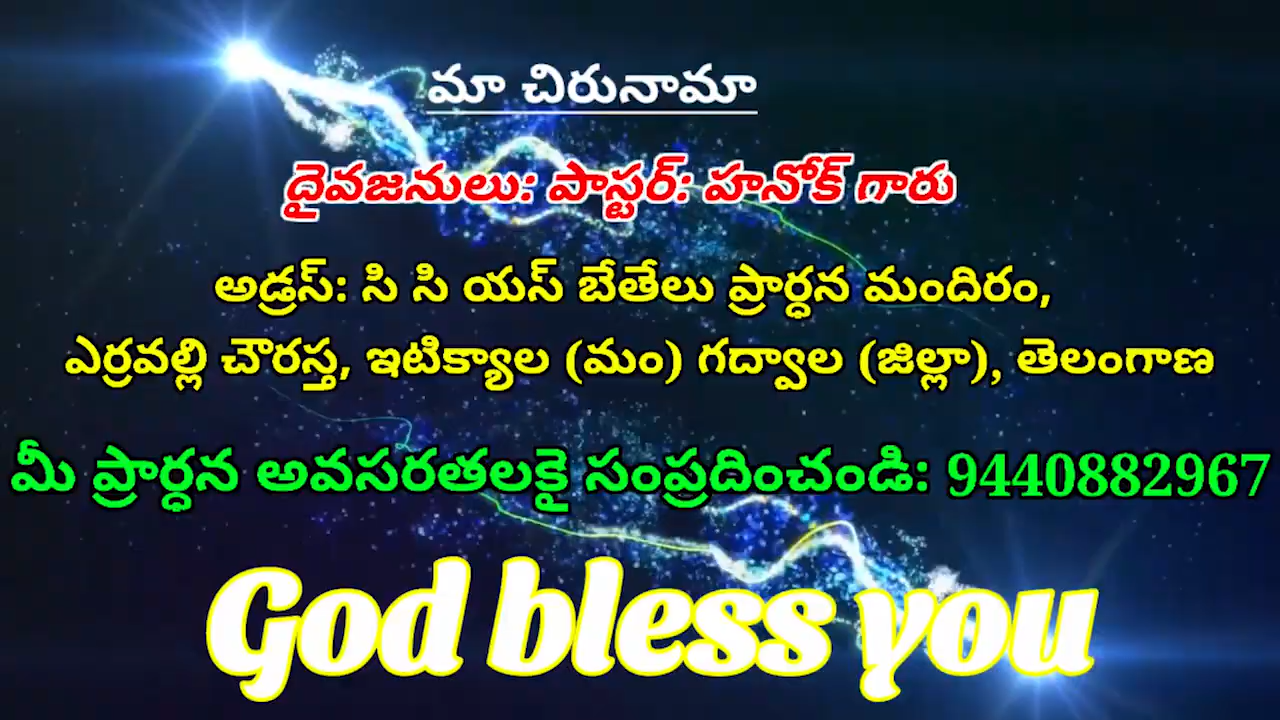 మా చిరునామా
దైవజనులు: పాస్టర్: హనోక్ గారు
అడ్రస్: సి సి యస్ బేతేలు ప్రార్ధన మందిరం,
ఎర్రవల్లి చౌరస్త, ఇటిక్యాల (మం) గద్వాల (జిల్లా), తెలంగాణ
మీ ప్రార్ధన అవసరతలకై సంప్రదించండి: 9440882967
God bless you